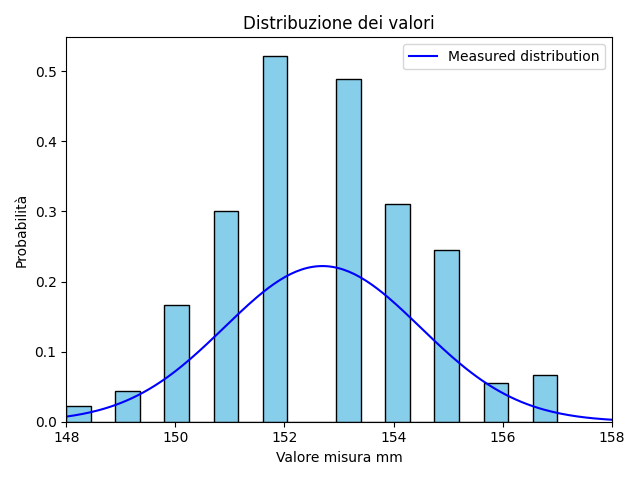 Distribuzione dei valori
Measured distribution
Probabilità
0.5
0.4
0.3
0.2
0.1
0.0
148 150 152 154 156 158
Valore misura mm